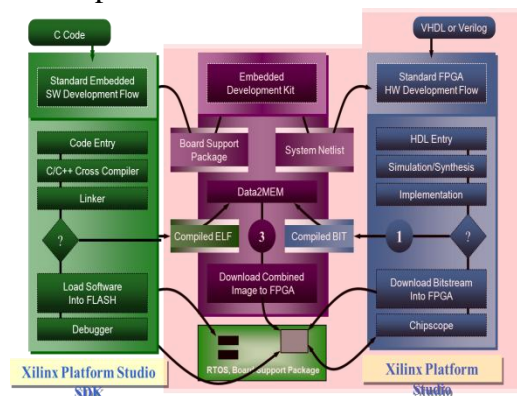 C Code
VHDL or Verilog
Standard Embedded
SW Development Flow
Embedded
Development Kit
Standard FPGA
HW Development Flow
Board Support
Package
System Netlist
Code Entry
C/C++ Cross Compiler
Linker
?
Load Software
Into FLASH
Debugger
Data2MEM
Compiled ELF
3
Compiled BIT
Download Combined
Image to FPGA
RTOS, Board Support Package
HDL Entry
Simulation/Synthesis
Implementation
1
?
Download Bitstream
Into FPGA
Chipscope
Xilinx Platform Studio
SDK
Xilinx Platform
Studio